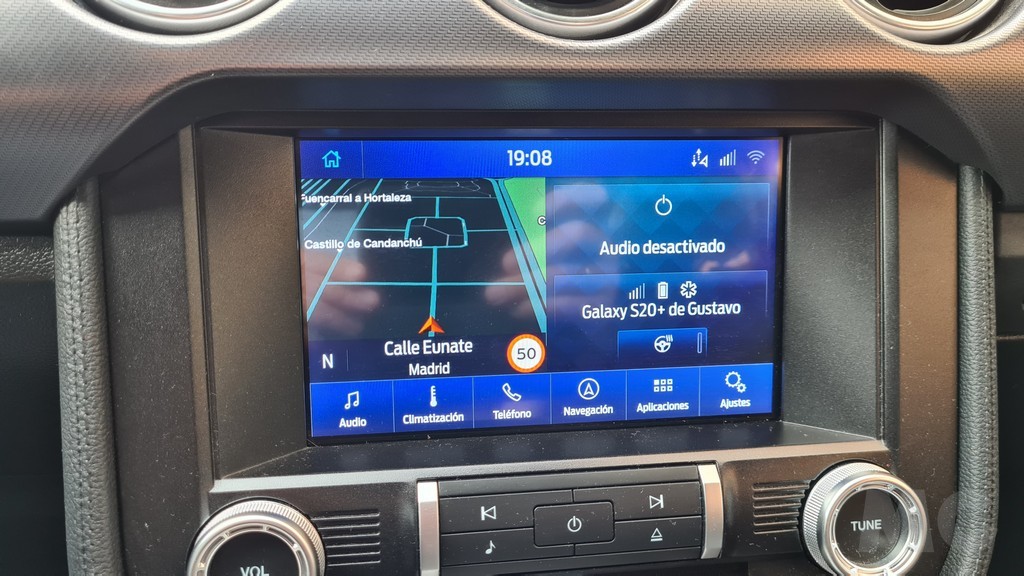 19:08
Fuencarral a Hortaleza
Castillo de Candanchú
C
Calle Eunate
Madrid
N
50
Audio desactivado
Galaxy S20+ de Gustavo
Audio
Climatización
Teléfono
Navegación
Aplicaciones
Ajustes
VOL
TUNE